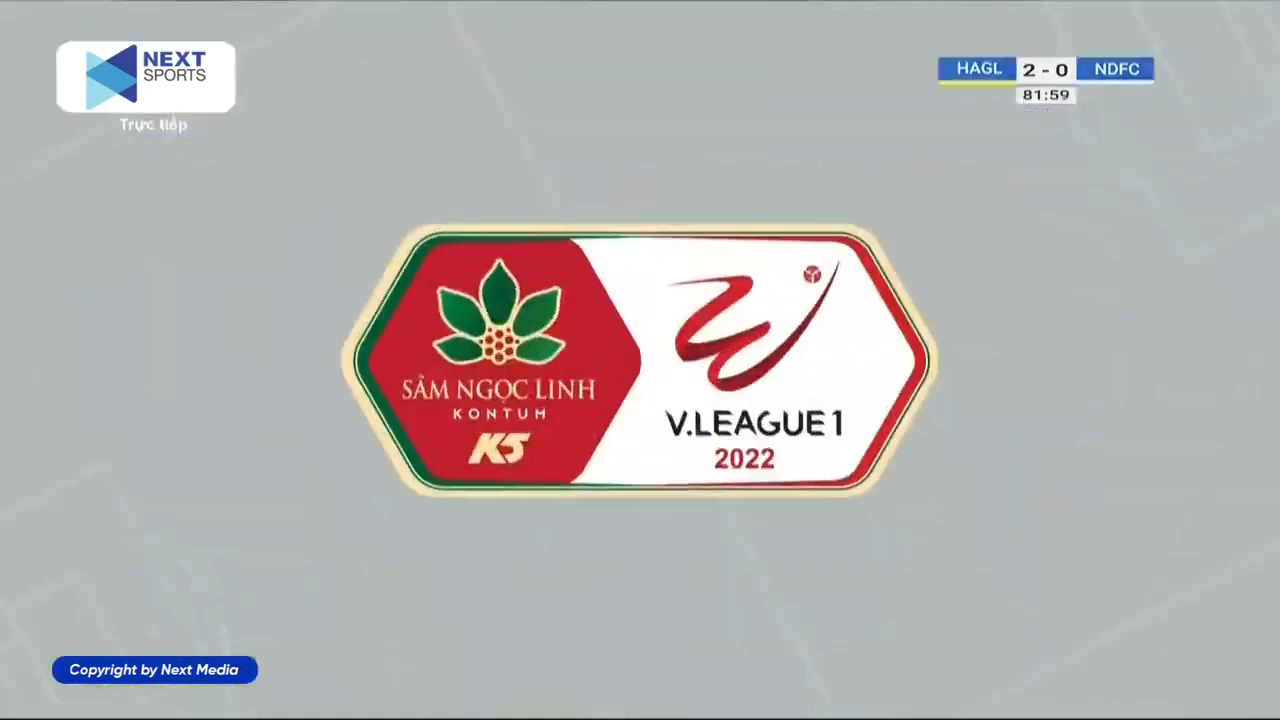 NEXT
SPORTS
Trực tiếp
HAGL 2 - 0 NDFC
81:59
SÂM NGỌC LINH
KONTUM
K5
V.LEAGUE 1
2022
Copyright by Next Media